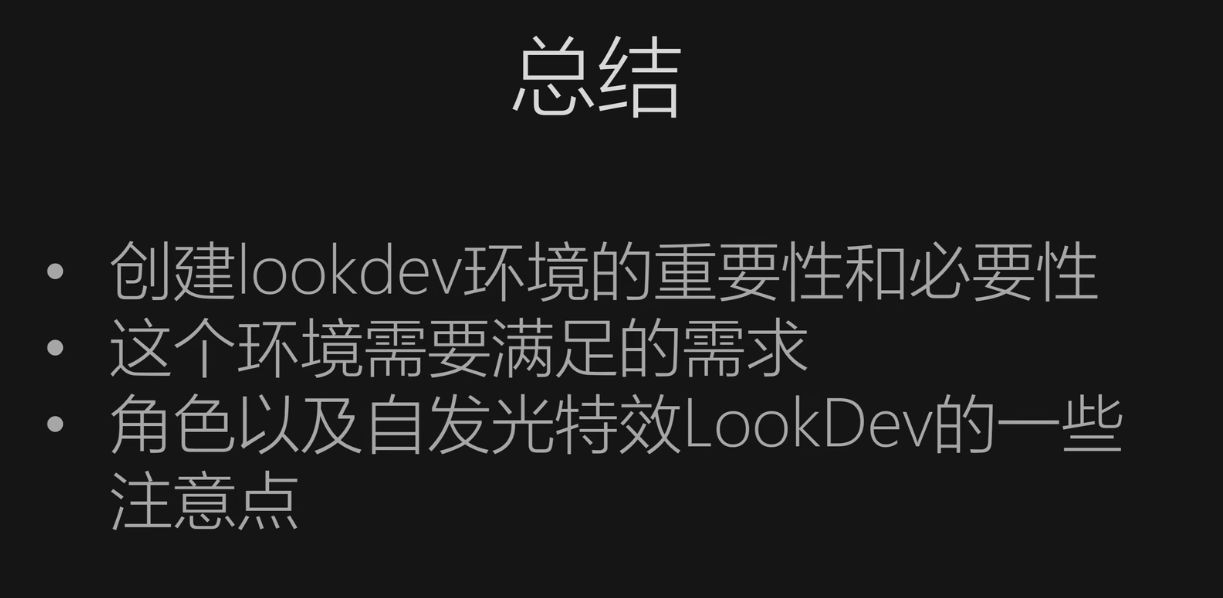 总结
• 创建lookdev环境的重要性和必要性
• 这个环境需要满足的需求
• 角色以及自发光特效LookDev的一些
注意点